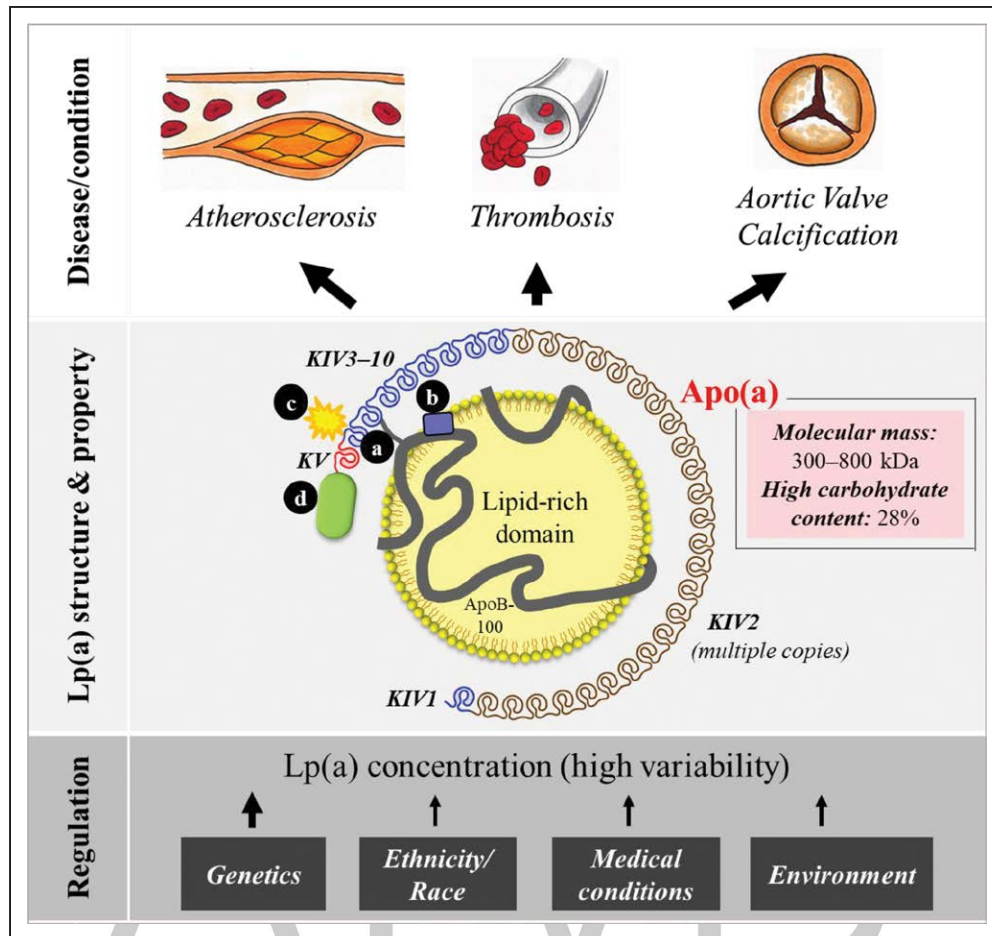 Disease/condition
Atherosclerosis
Thrombosis
Aortic Valve
Calcification
Lp(a) structure & property
KIV3–10
c
b
a
KV
d
Apo(a)
Molecular mass:
300–800 kDa
High carbohydrate
content: 28%
Lipid-rich
domain
ApoB-
100
KIV2
(multiple copies)
KIV1
Regulation
Lp(a) concentration (high variability)
Genetics
Ethnicity/
Race
Medical
conditions
Environment